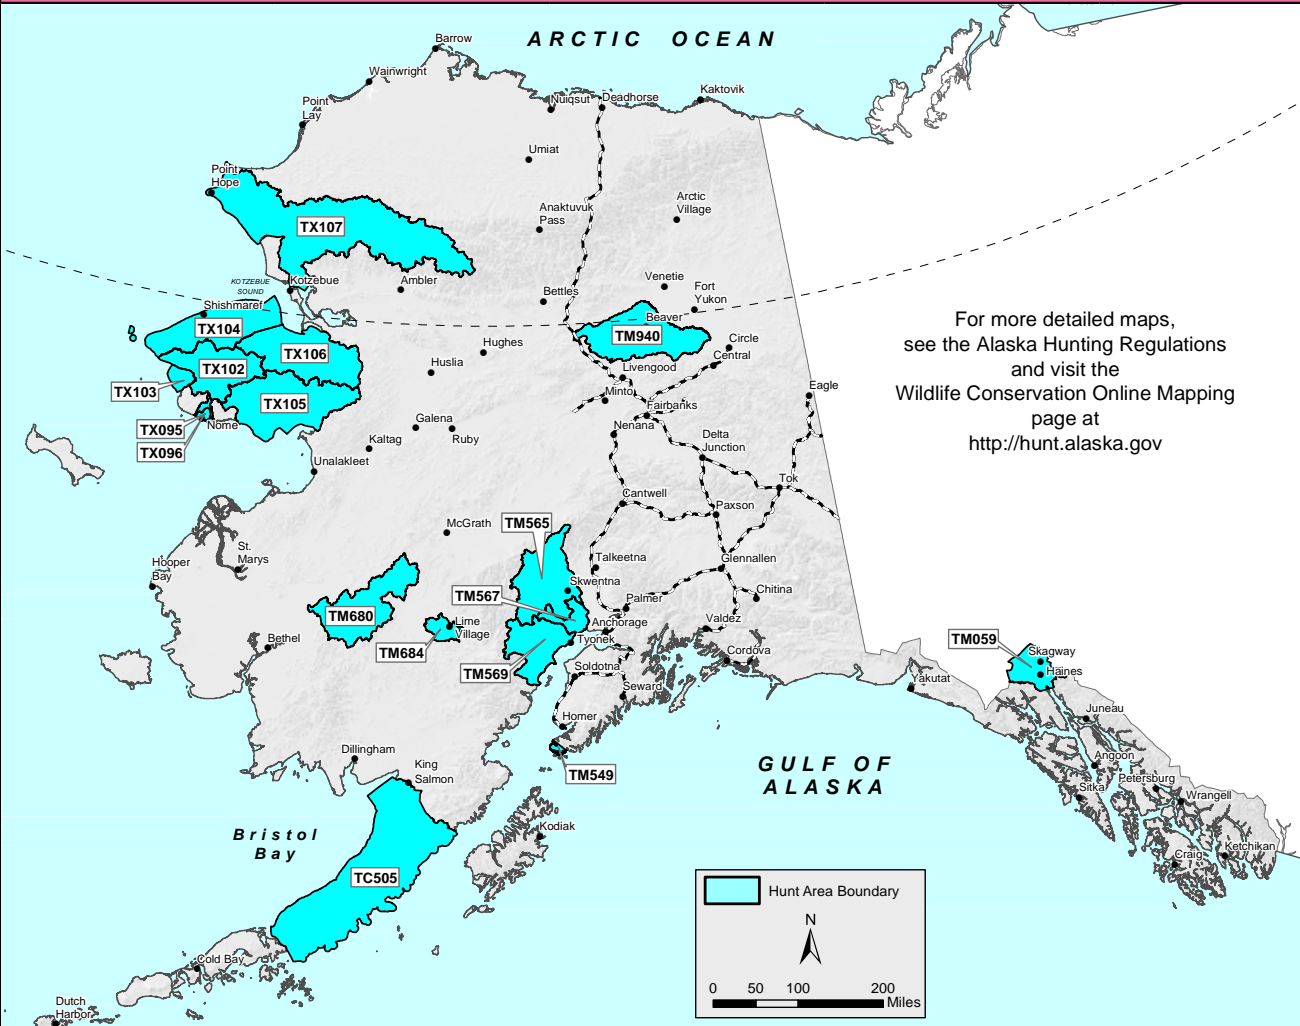 ARCTIC OCEAN
Barrow
Wainwright
Point
Lay
Nuiqsut
Deadhorse
Kaktovik
Umiat
Point
Hope
Arctic
Village
Anaktuvuk
Pass
TX107
KOTZEBUE
SOUND
Kotzebue
Ambler
Bettles
Venetie
Fort
Yukon
Shishmaref
TX104
Beaver
TM940
Circle
Central
TX106
TX102
Hughes
Huslia
Livengood
TX103
Minto
Eagle
TX105
Fairbanks
TX095
Nome
TX096
Galena
Ruby
Kaltag
Nenana
Delta
Junction
Unalakleet
Tok
For more detailed maps,
see the Alaska Hunting Regulations
and visit the
Wildlife Conservation Online Mapping
page at
http://hunt.alaska.gov
Cantwell
Paxson
McGrath
TM565
Hooper
Bay
St.
Marys
Talkeetna
Glennallen
Skwentna
Chitina
TM567
Palmer
TM680
Lime
Village
Anchorage
Valdez
Bethel
TM684
Tyonek
Cordova
TM569
Soldotna
Seward
TM059
Skagway
Haines
Yakutat
Juneau
Homer
TM549
Dillingham
King
Salmon
GULF OF
ALASKA
Angoon
Petersburg
Sitka
Wrangell
Bristol
Bay
Kodiak
Craig
Ketchikan
TC505
Hunt Area Boundary
N
0 50 100 200
Miles
Cold Bay
Dutch
Harbor